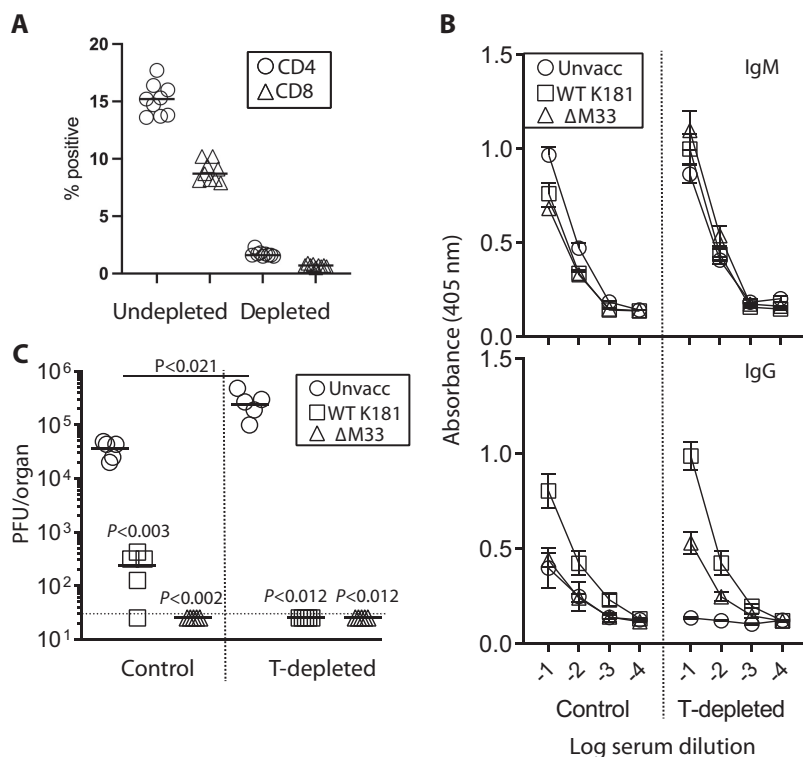 A
20
15
10
5
0
% positive
CD4
CD8
Undepleted
Depleted
B
1.5
1.0
0.5
0.0
Unvacc
WT K181
ΔM33
IgM
Absorbance (405 nm)
IgG
1.5
1.0
0.5
0.0
-1
-2
-3
-4
-1
-2
-3
-4
Control
T-depleted
Log serum dilution
C
10⁶
10⁵
10⁴
10³
10²
10¹
PFU/organ
P<0.021
Unvacc
WT K181
ΔM33
P<0.003
P<0.002
P<0.012
P<0.012
Control
T-depleted